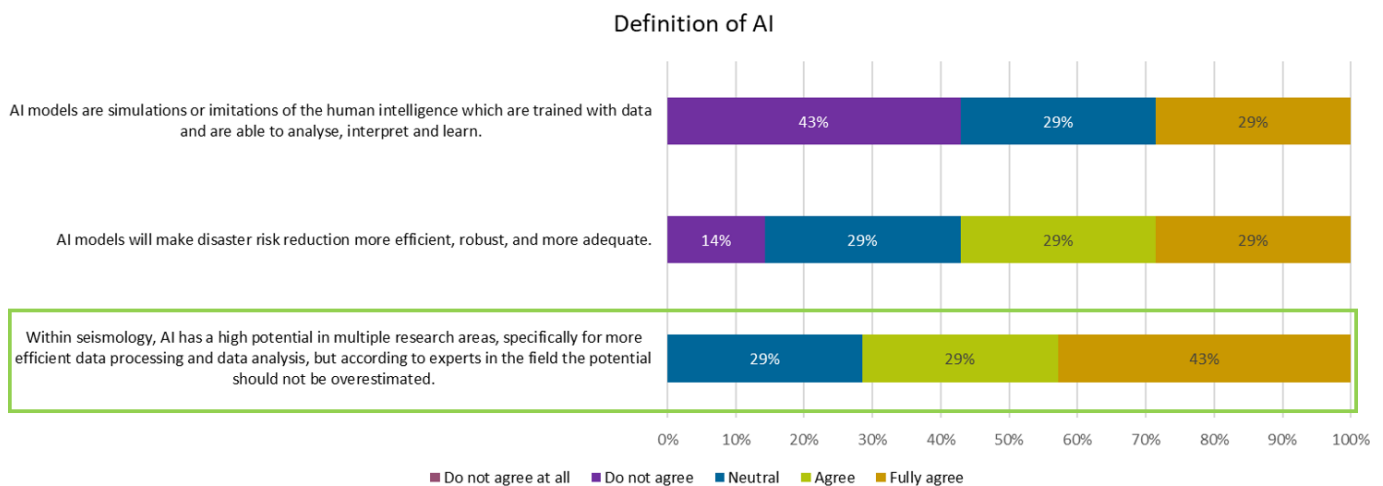 Definition of AI
AI models are simulations or imitations of the human intelligence which are trained with data
and are able to analyse, interpret and learn.
43%
29%
29%
AI models will make disaster risk reduction more efficient, robust, and more adequate.
14%
29%
29%
29%
Within seismology, AI has a high potential in multiple research areas, specifically for more
efficient data processing and data analysis, but according to experts in the field the potential
should not be overestimated.
29%
29%
43%
0% 10% 20% 30% 40% 50% 60% 70% 80% 90% 100%
Do not agree at all Do not agree Neutral Agree Fully agree